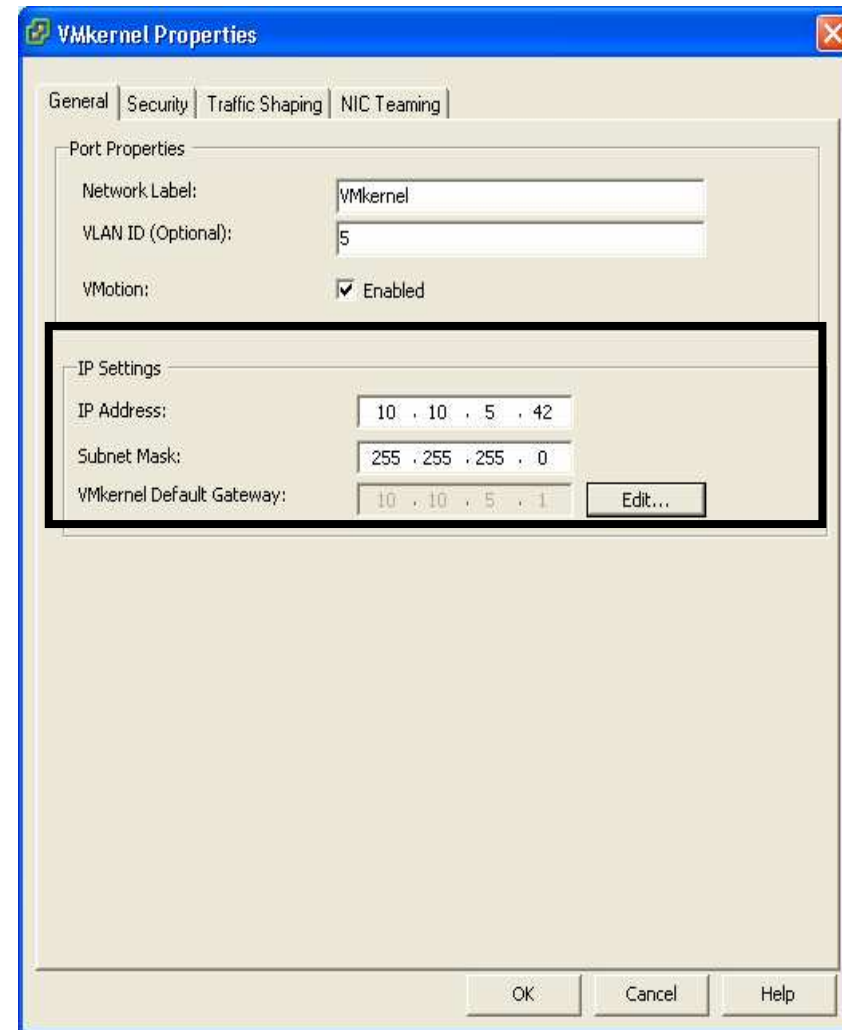 VMkernel Properties
General Security Traffic Shaping NIC Teaming
Port Properties
Network Label: VMkernel
VLAN ID (Optional): 5
VMotion: Enabled
IP Settings
IP Address: 10 . 10 . 5 . 42
Subnet Mask: 255 . 255 . 255 . 0
VMkernel Default Gateway: 10 . 10 . 5 . 1 Edit...
OK Cancel Help